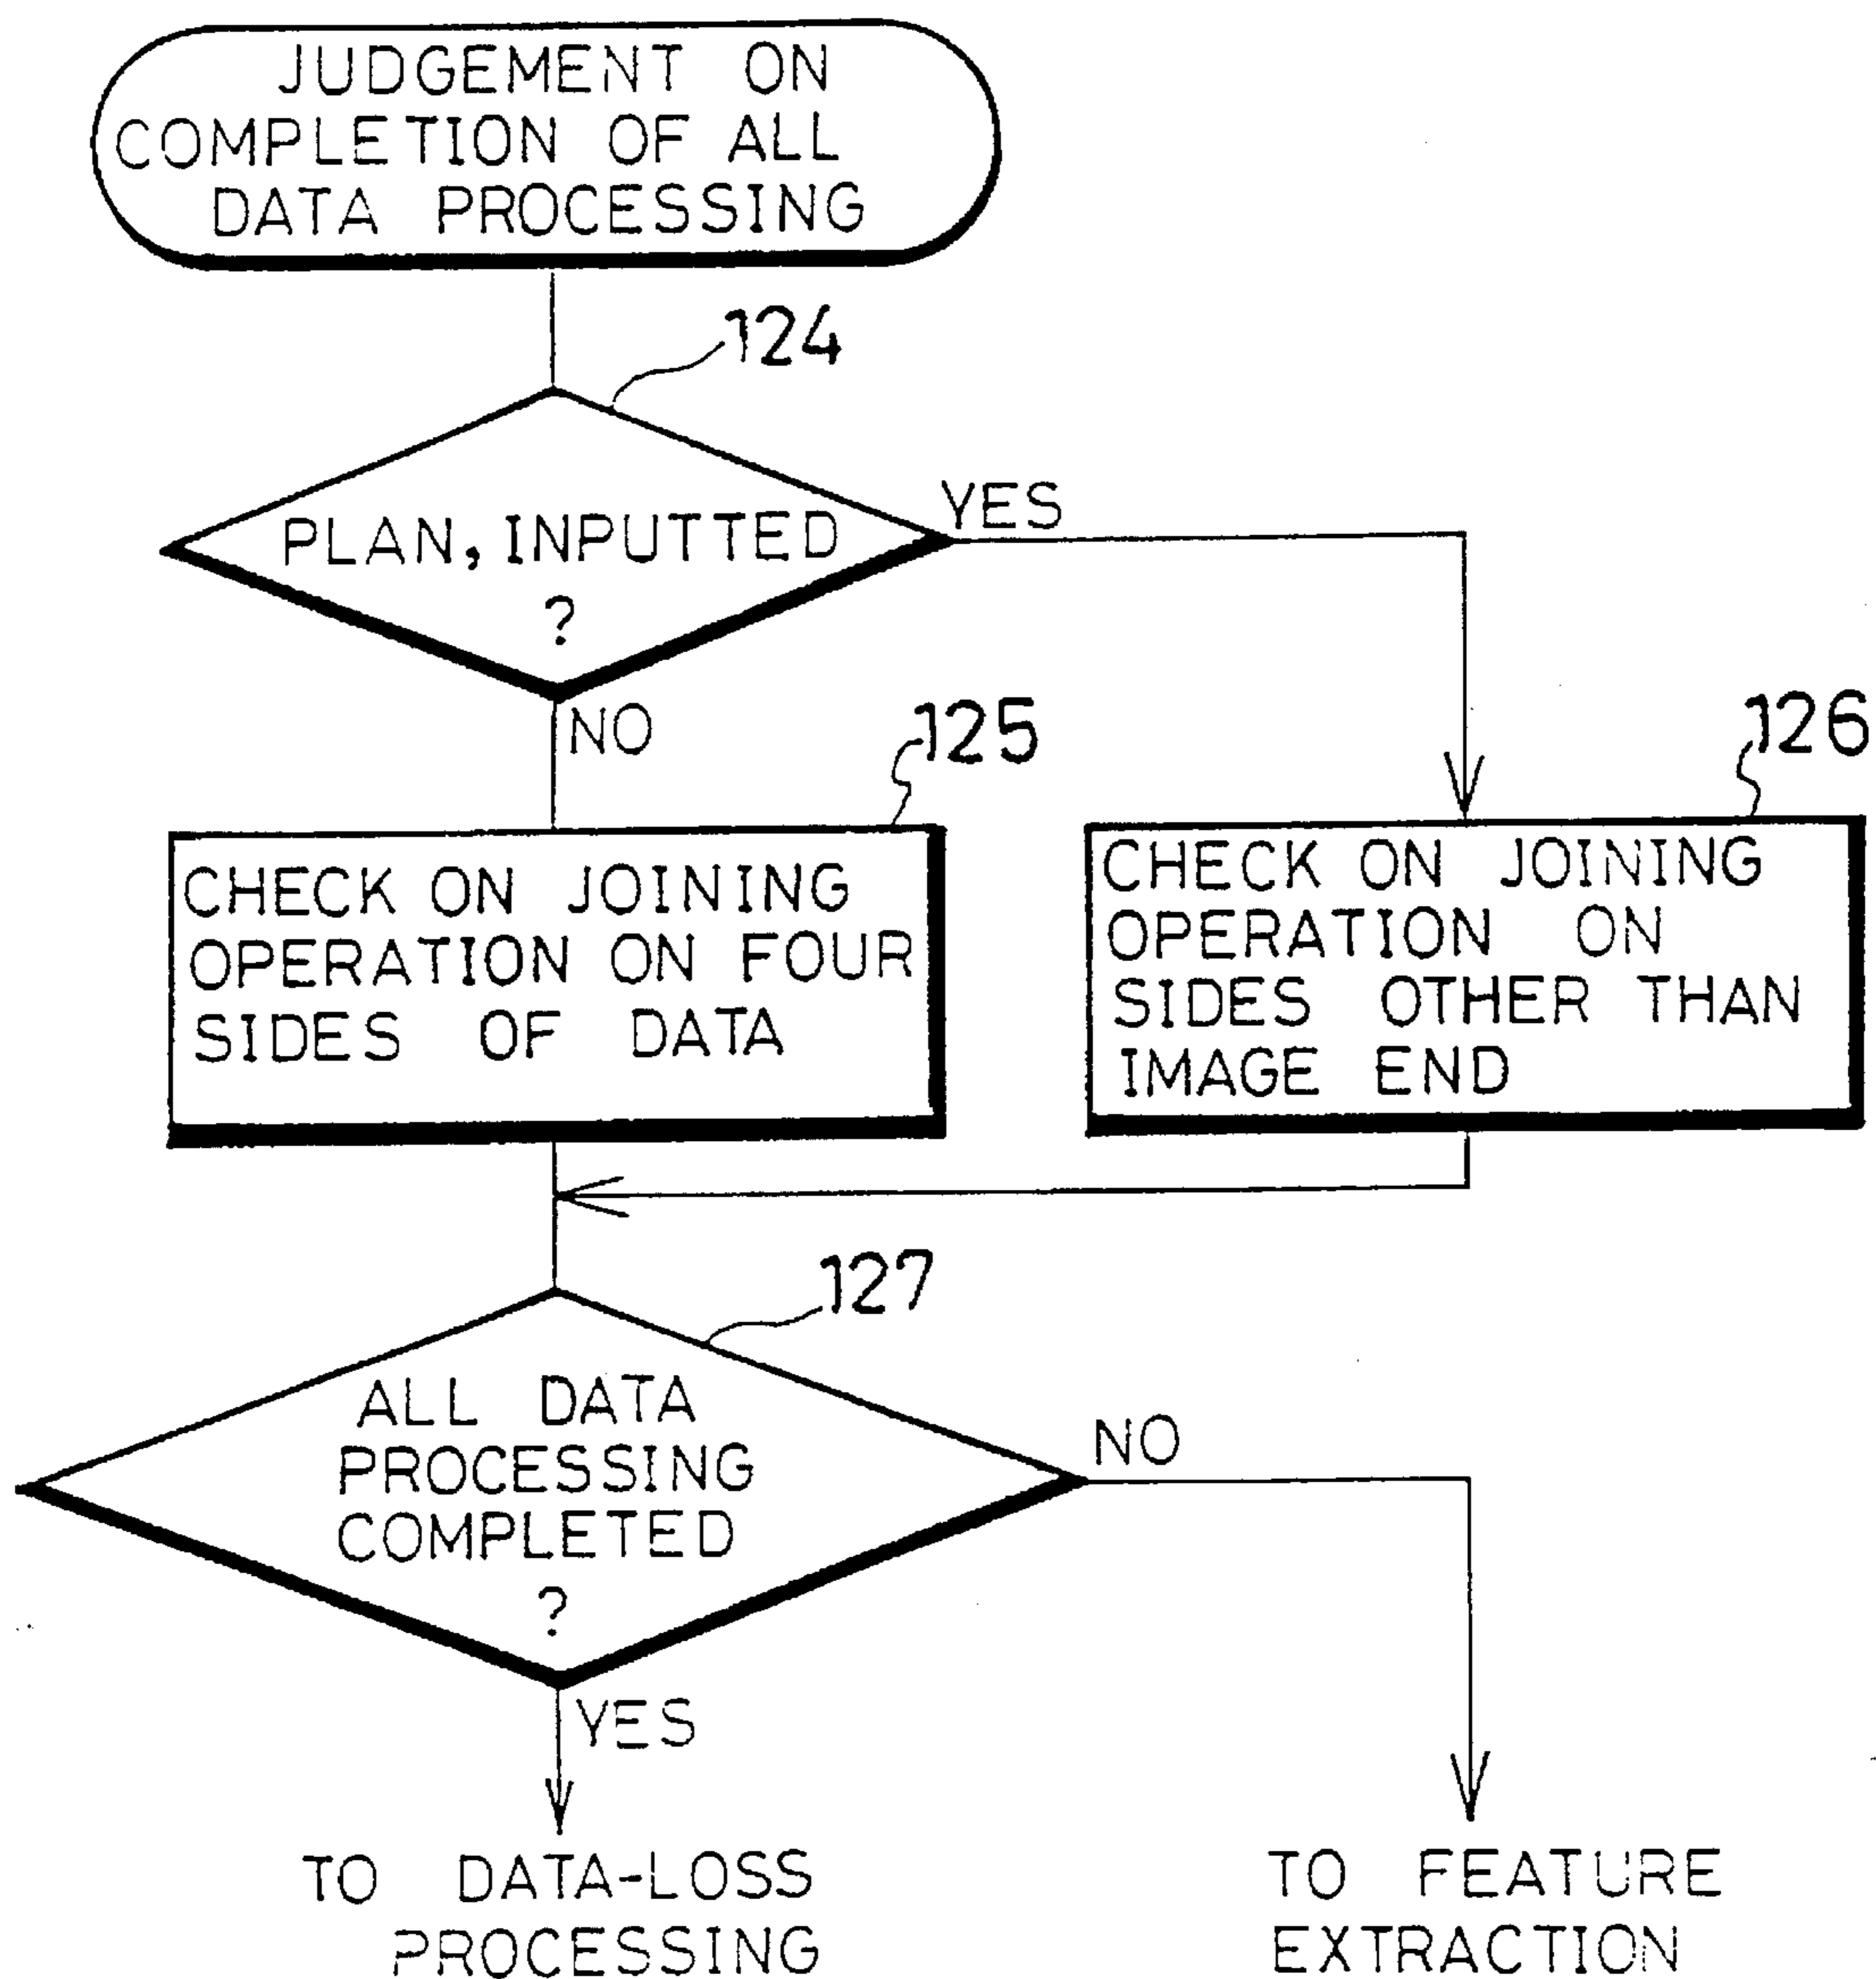 JUDGEMENT ON
COMPLETION OF ALL
DATA PROCESSING
124
PLAN, INPUTTED
?
YES
NO
125
CHECK ON JOINING
OPERATION ON FOUR
SIDES OF DATA
126
CHECK ON JOINING
OPERATION ON
SIDES OTHER THAN
IMAGE END
127
ALL DATA
PROCESSING
COMPLETED
?
NO
YES
TO DATA-LOSS
PROCESSING
TO FEATURE
EXTRACTION